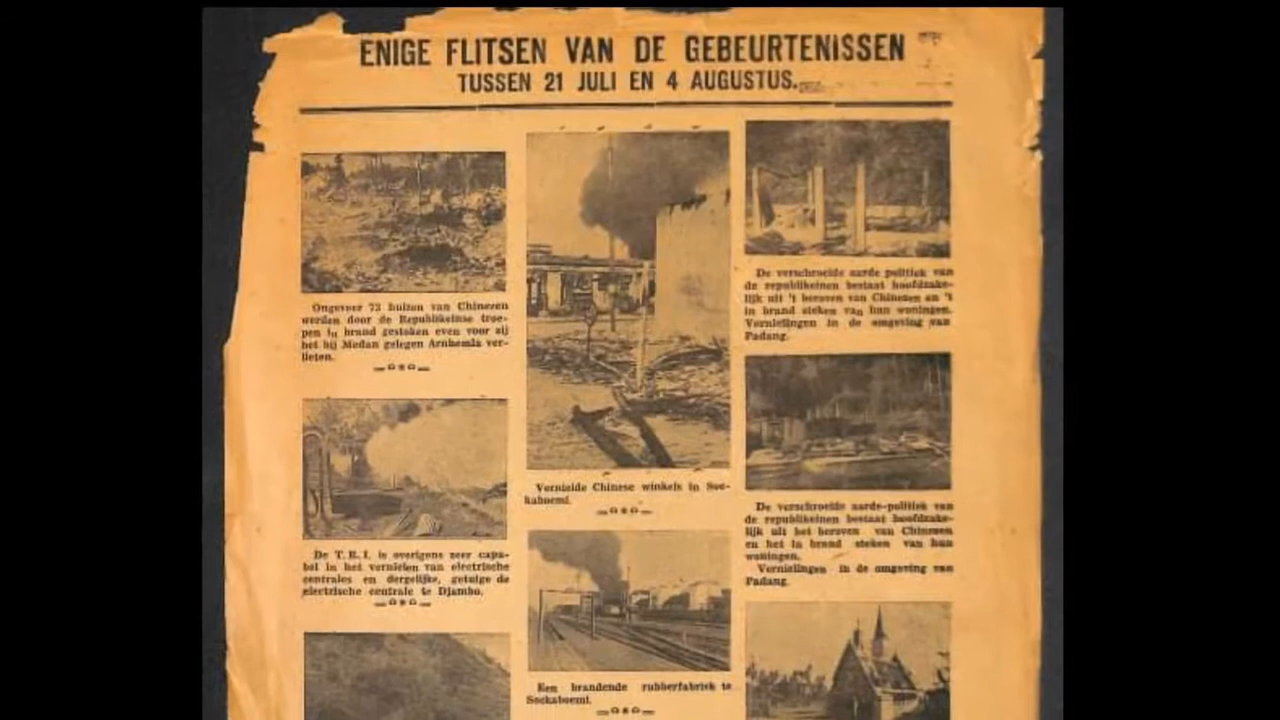 ENIGE FLITSEN VAN DE GEBEURTENISSEN
TUSSEN 21 JULI EN 4 AUGUSTUS.
Ongeveer 73 huizen van Chinezen
werden door de Republikeinse troe-
pen in brand gestoken even voor zij
het bij Medan gelegen Arnhemia ver-
lieten.
De T.R.I. is overigens zeer capa-
bel in het vernielen van electrische
centrales en dergelijke, getuige de
electrische centrale te Djambo.
Vernielde Chinese winkels in Soe-
kaboemi.
Een brandende rubberfabriek te
Soekaboemi.
De verschroeide aarde politiek van
de republikeinen bestaat hoofdzake-
lijk uit 't beroven van Chinezen en 't
in brand steken van hun woningen.
Vernielingen in de omgeving van
Padang.
De verschroeide aarde-politiek van
de republikeinen bestaat hoofdzake-
lijk uit het beroven van Chinezen
en het in brand steken van hun
woningen.
Vernielingen in de omgeving van
Padang.